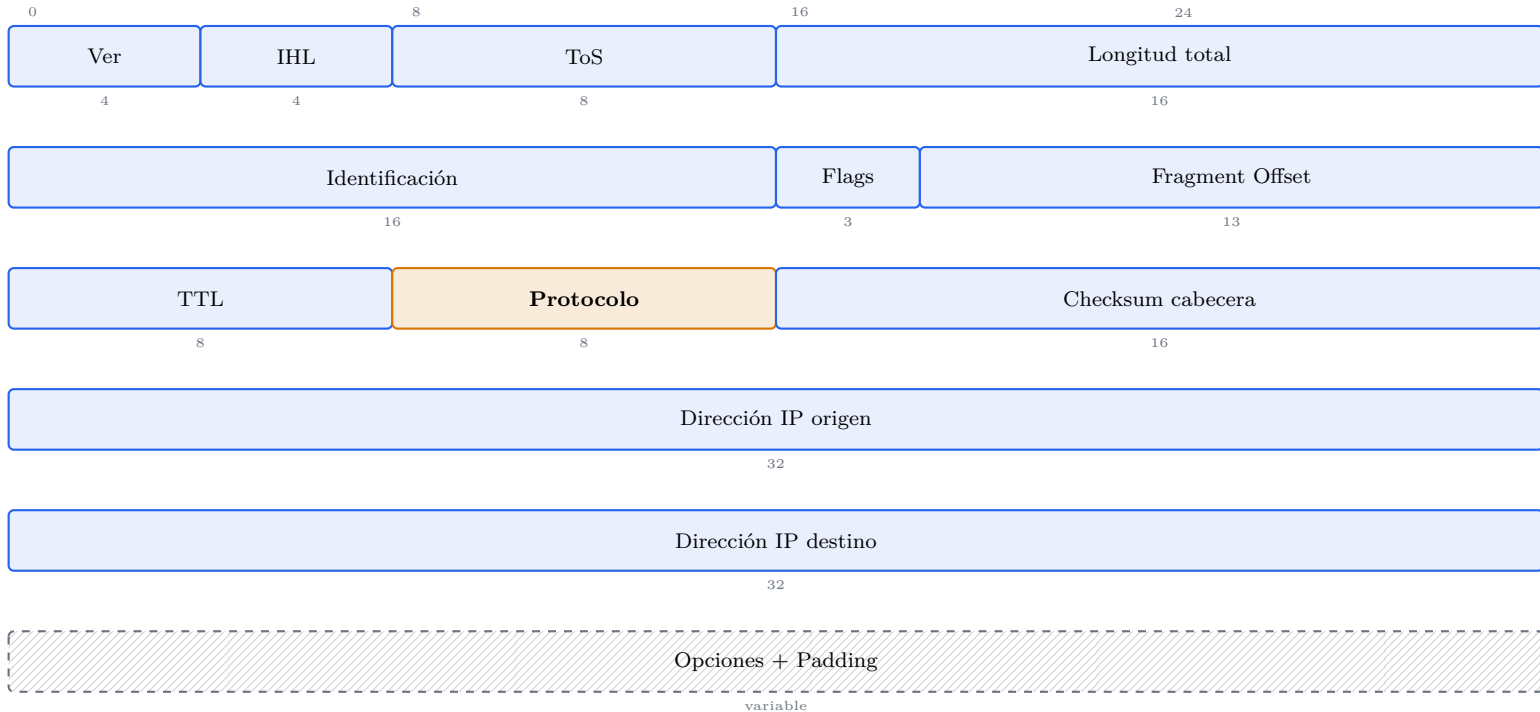 0 8 16 24
Ver IHL ToS Longitud total
4 4 8 16
Identificación Flags Fragment Offset
16 3 13
TTL Protocolo Checksum cabecera
8 8 16
Dirección IP origen
32
Dirección IP destino
32
Opciones + Padding
variable